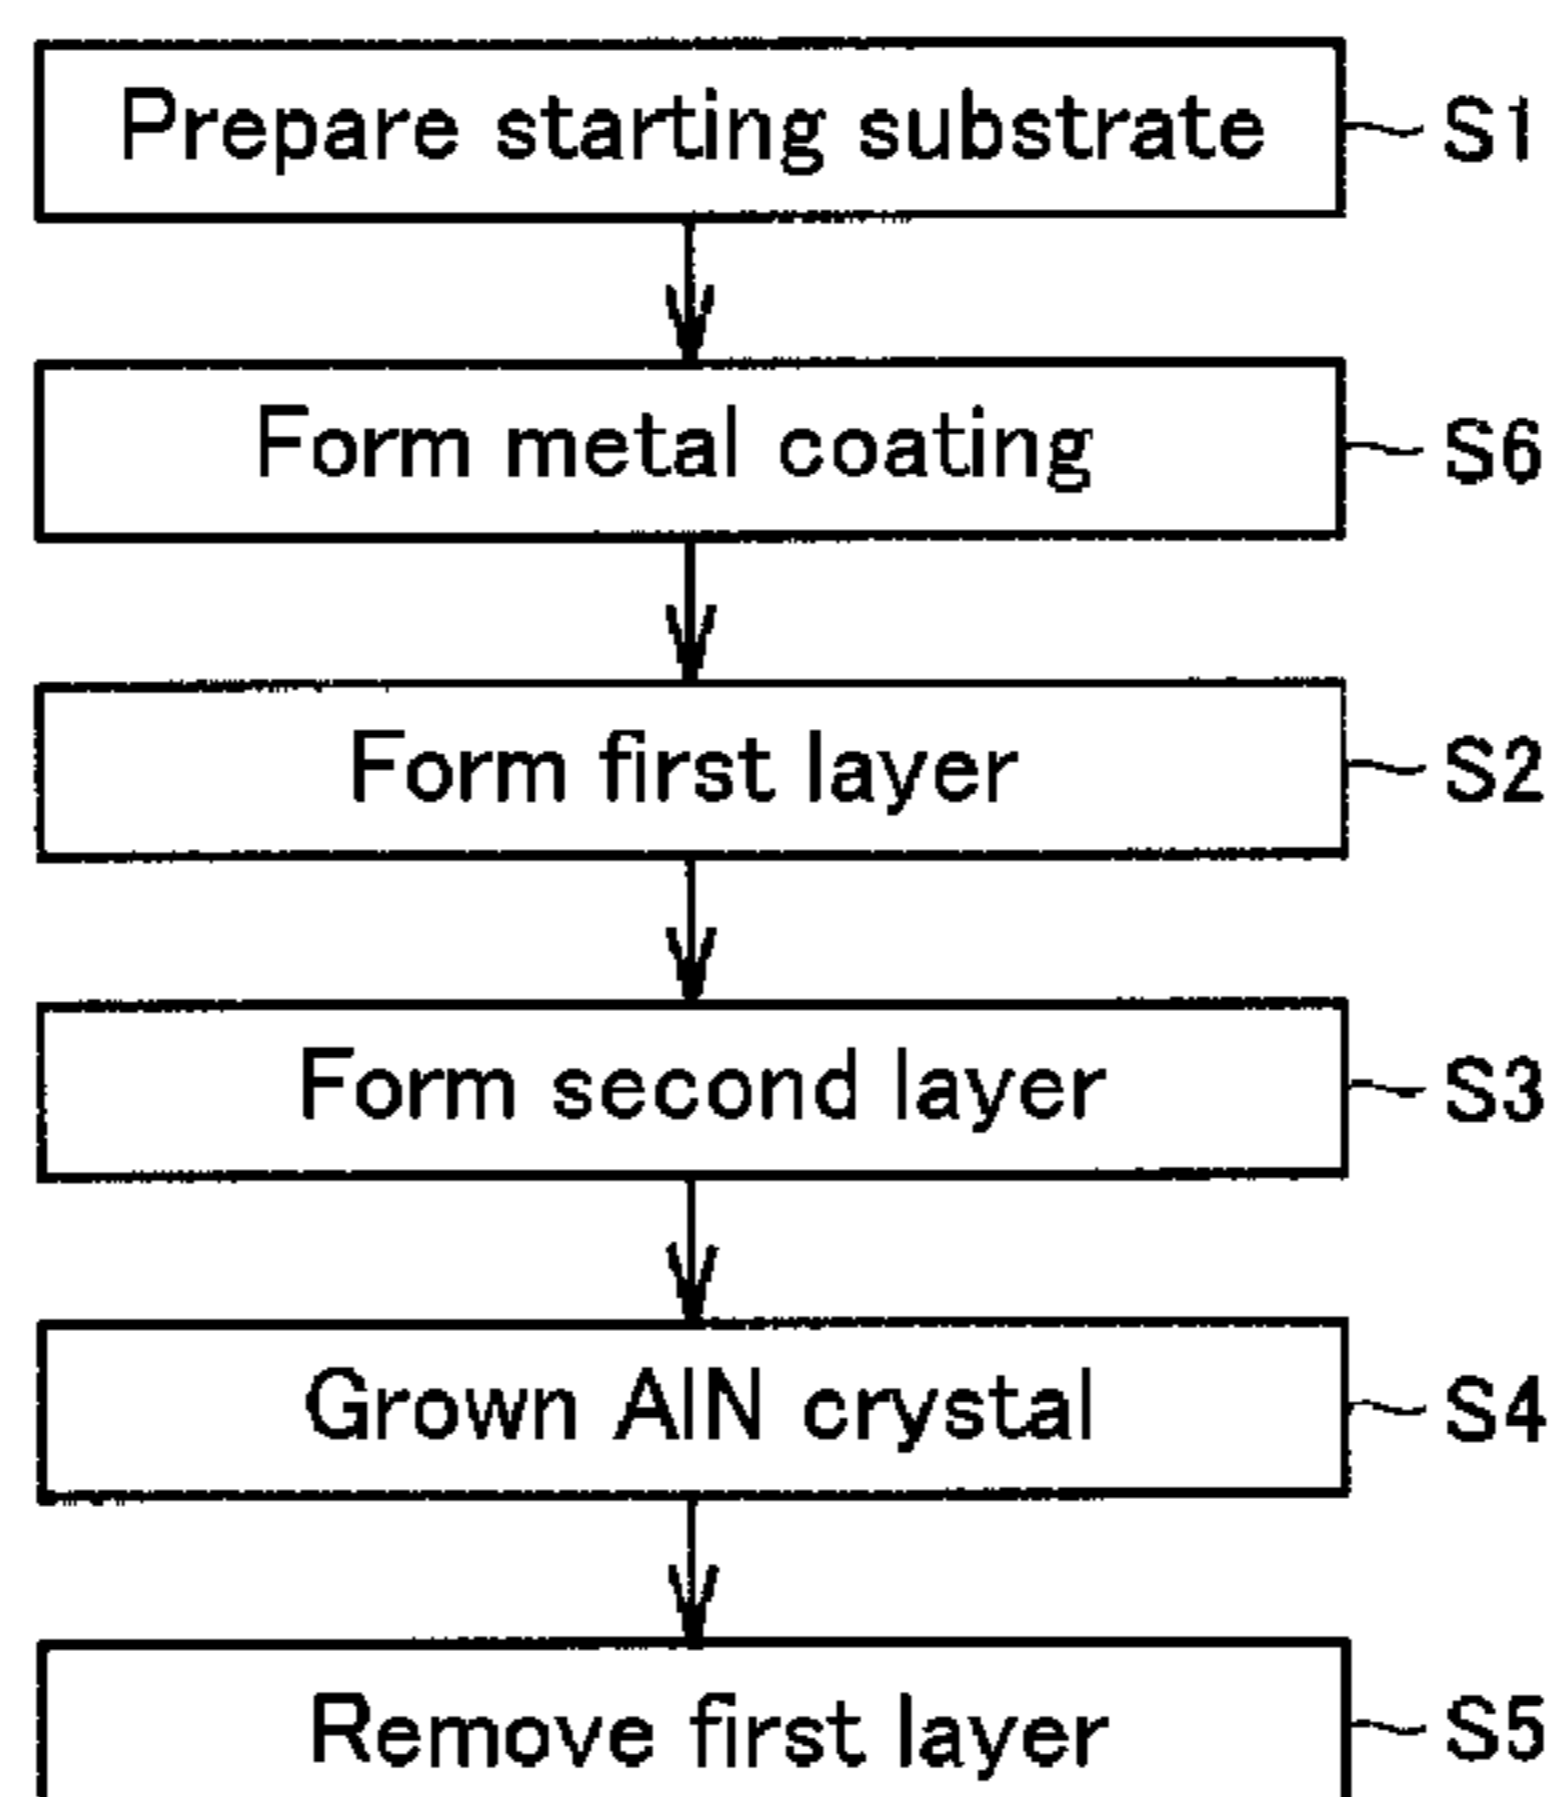 Prepare starting substrate S1
Form metal coating S6
Form first layer S2
Form second layer S3
Grown AlN crystal S4
Remove first layer S5